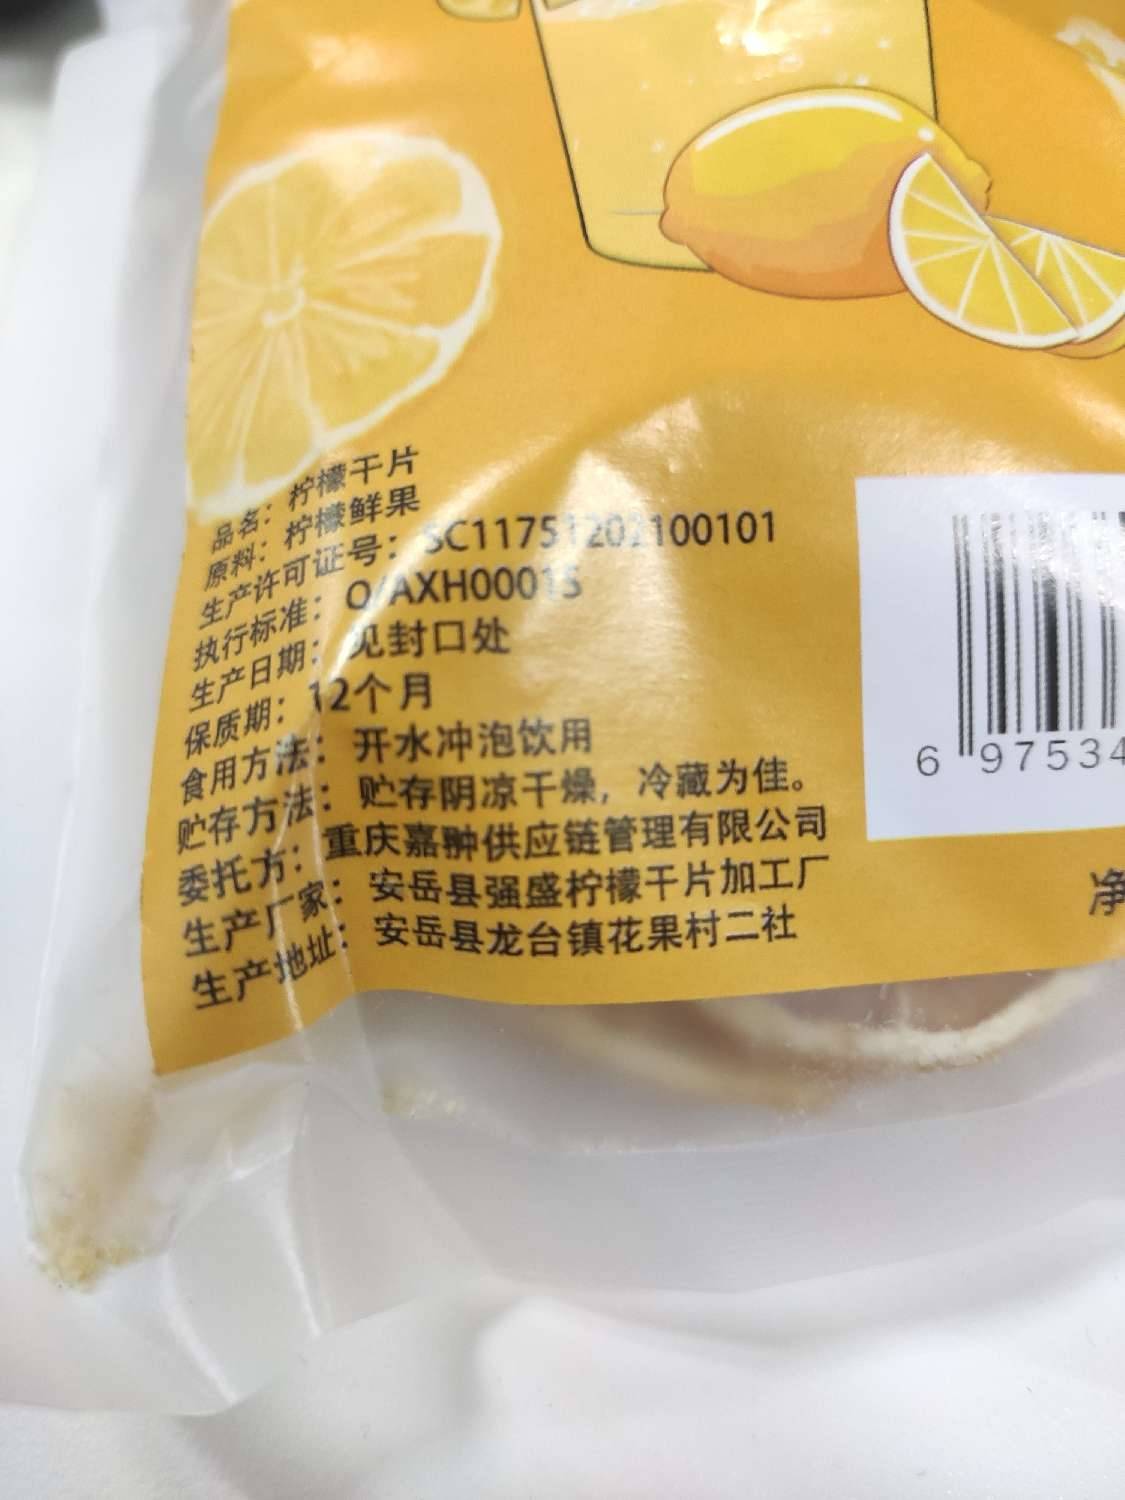 品名：柠檬干片
原料：柠檬鲜果
生产许可证号：SC11751202100101
执行标准：Q/AXH0001S
生产日期：见封口处
保质期：12个月
食用方法：开水冲泡饮用
贮存方法：贮存阴凉干燥，冷藏为佳。
委托方：重庆嘉翀供应链管理有限公司
生产厂家：安岳县强盛柠檬干片加工厂
生产地址：安岳县龙台镇花果村二社
6 97534
净